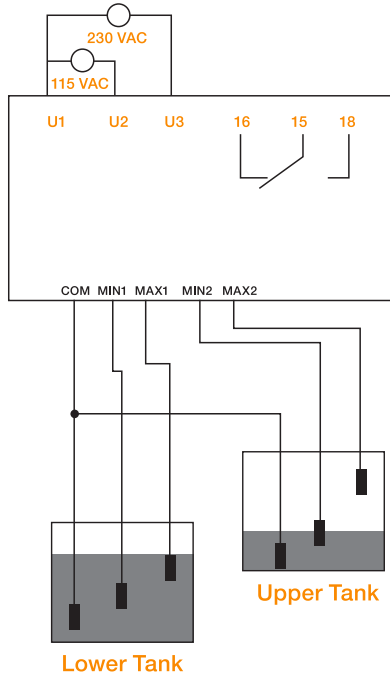 230 VAC
115 VAC
U1 U2 U3 16 15 18
COM MIN1 MAX1 MIN2 MAX2
Upper Tank
Lower Tank